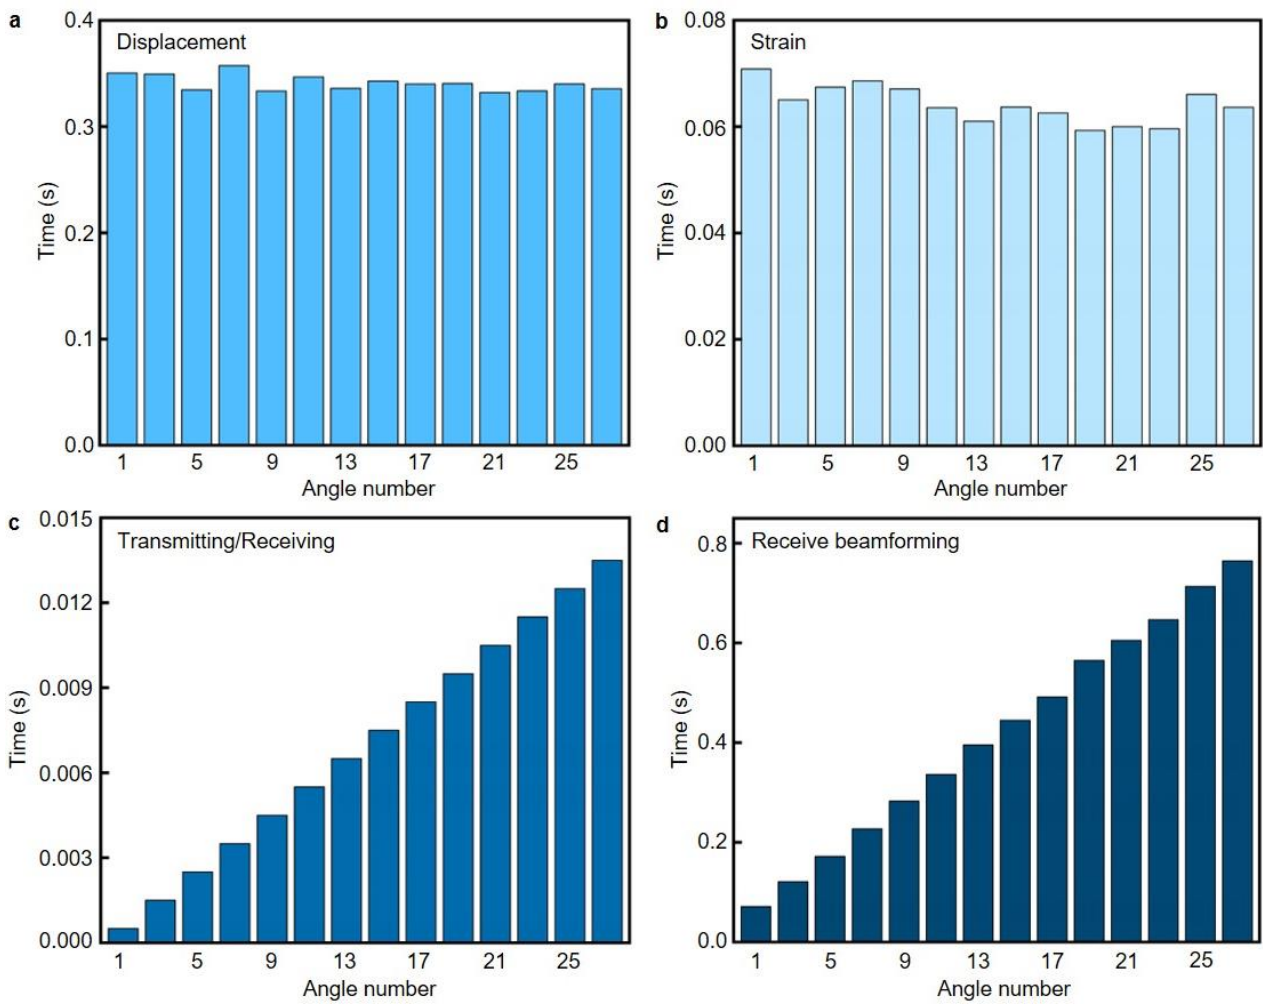 a
Displacement
0.4
0.3
0.2
0.1
0.0
Time (s)
1 5 9 13 17 21 25
Angle number
b
Strain
0.08
0.06
0.04
0.02
0.00
Time (s)
1 5 9 13 17 21 25
Angle number
c
Transmitting/Receiving
0.015
0.012
0.009
0.006
0.003
0.000
Time (s)
1 5 9 13 17 21 25
Angle number
d
Receive beamforming
0.8
0.6
0.4
0.2
0.0
Time (s)
1 5 9 13 17 21 25
Angle number